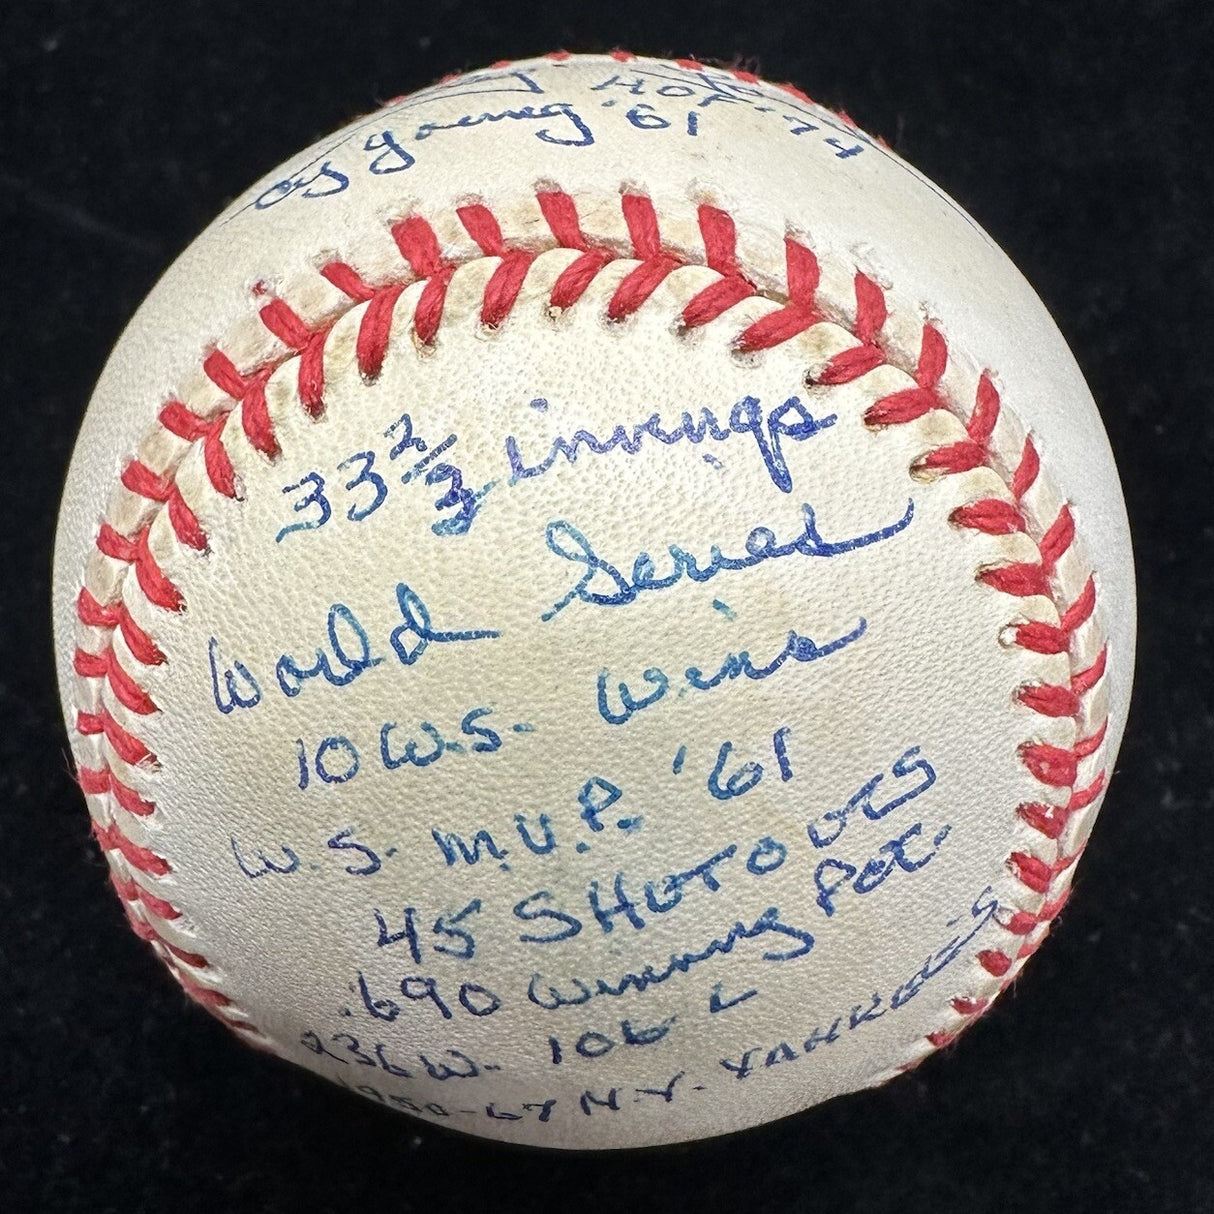 HOF '74
Cy Young '61
33 2/3 innings
World Series
10 W.S. Wins
W.S. M.V.P. '61
45 SHUTOUTS
.690 Winning Pct.
236 W. 106 L
1950-67 N.Y. YANKEES